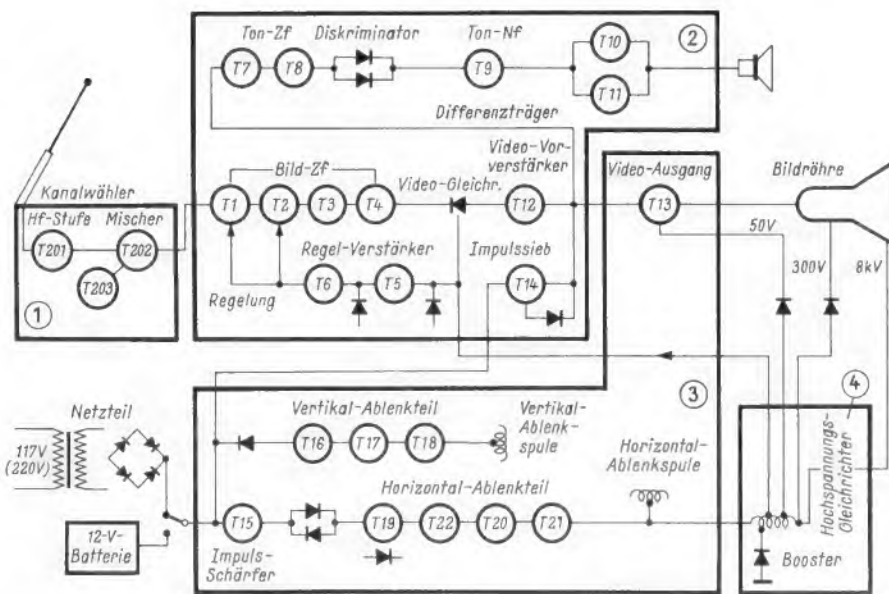 Ton-Zf
Diskriminator
Ton-Nf
T7
T8
T9
T10
T11
2
Differenzträger
Kanalwähler
Hf-Stufe
Mischer
T201
T202
T203
1
Bild-Zf
T1
T2
T3
T4
Video-Gleichr.
Video-Vor-
verstärker
T12
Regel-Verstärker
T6
T5
Regelung
Impulssieb
T14
Video-Ausgang
T13
Bildröhre
50V
300V
8kV
3
4
Netzteil
117V
(220V)
12-V-
Batterie
Vertikal-Ablenkteil
T16
T17
T18
Vertikal-
Ablenk-
spule
Horizontal-
Ablenkspule
Horizontal-Ablenkteil
T15
T19
T22
T20
T21
Impuls-
Schärfer
Hochspannungs-
Gleichrichter
Booster